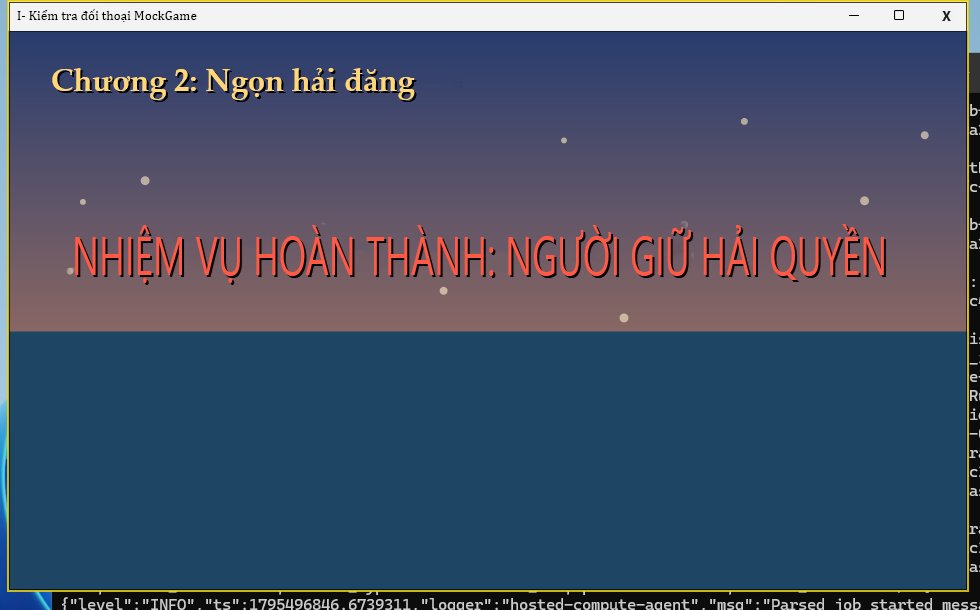 I- Kiểm tra đối thoại MockGame
Chương 2: Ngọn hải đăng
NHIỆM VỤ HOÀN THÀNH: NGƯỜI GIỮ HẢI QUYỀN
{"level":"INFO","ts":1795496846.6739311,"logger":"hosted-compute-agent","msg":"Parsed job started mes